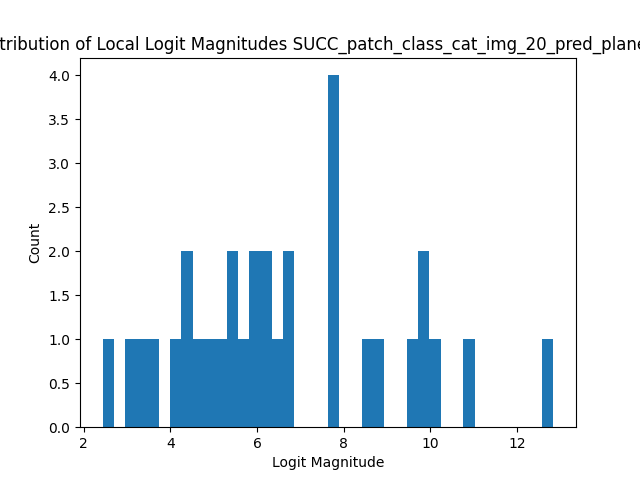 tribution of Local Logit Magnitudes SUCC_patch_class_cat_img_20_pred_plane
4.0
3.5
3.0
2.5
2.0
1.5
1.0
0.5
0.0
Count
2 4 6 8 10 12
Logit Magnitude